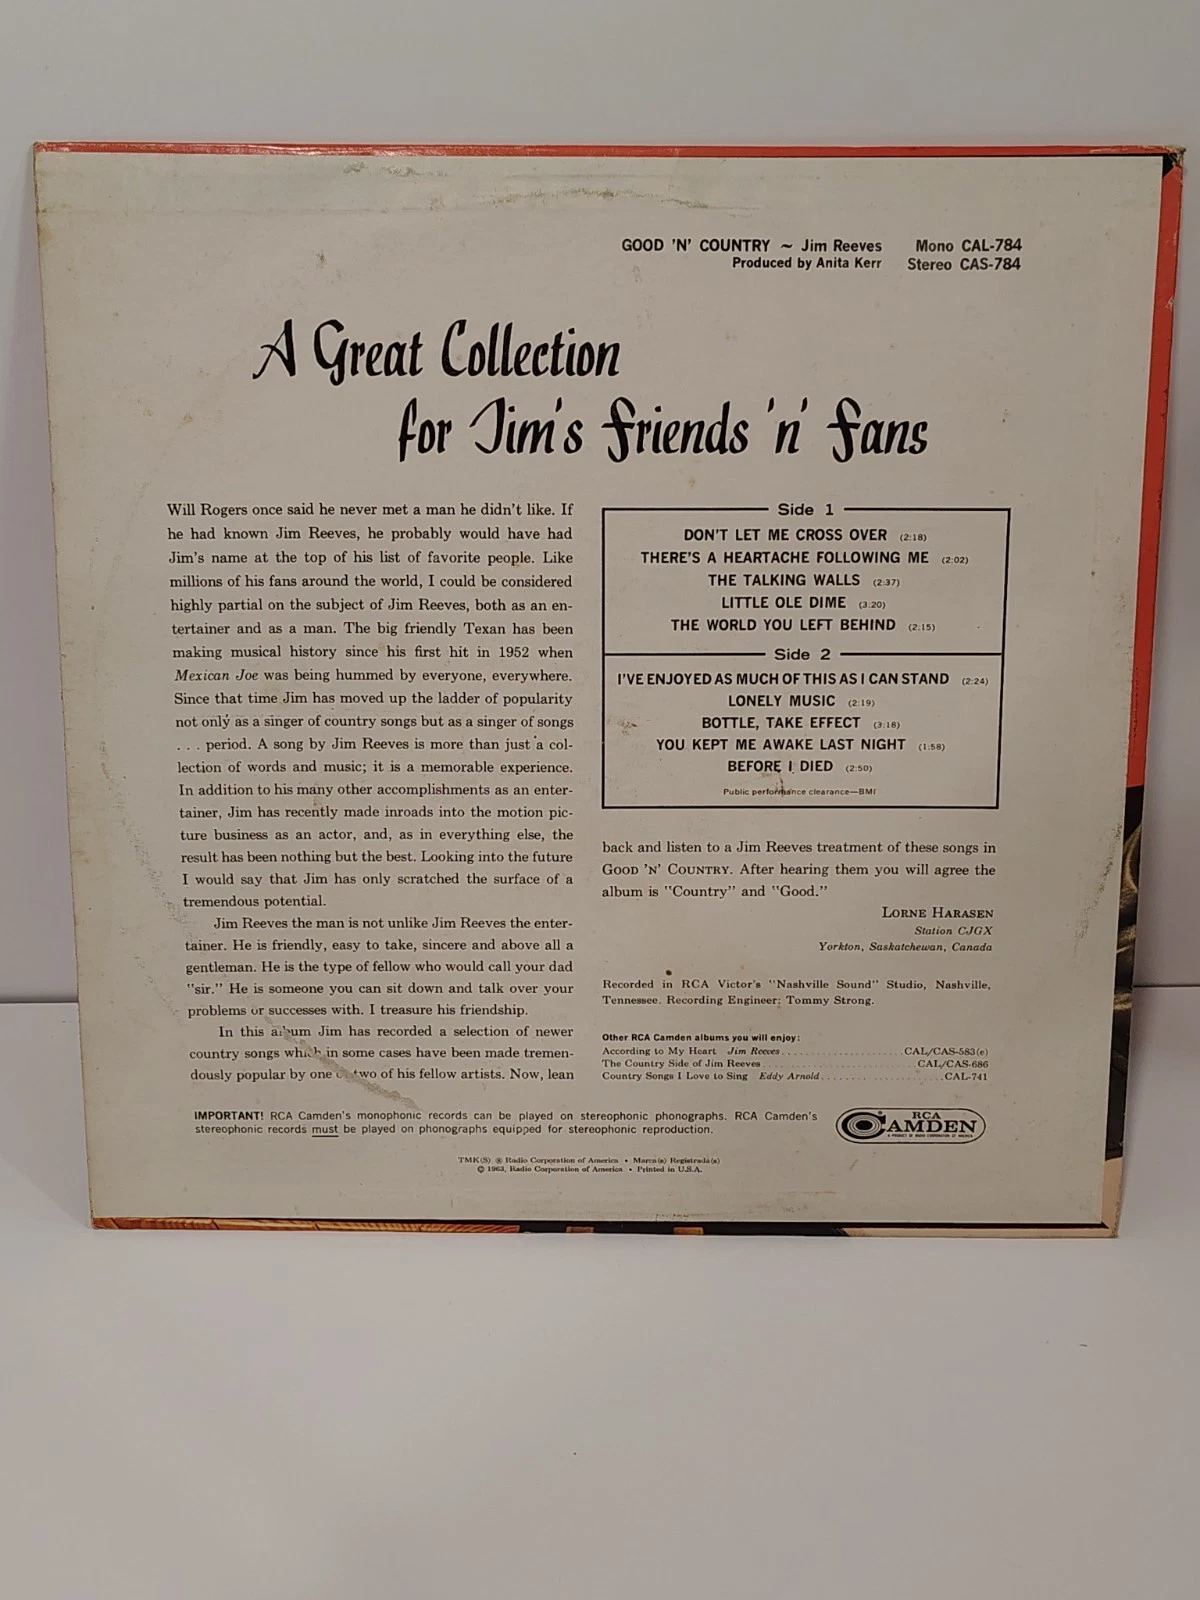 GOOD 'N' COUNTRY ~ Jim Reeves Mono CAL-784
Produced by Anita Kerr Stereo CAS-784
A Great Collection
for Jim's Friends 'n' Fans
Will Rogers once said he never met a man he didn't like. If
he had known Jim Reeves, he probably would have had
Jim's name at the top of his list of favorite people. Like
millions of his fans around the world, I could be considered
highly partial on the subject of Jim Reeves, both as an en-
tertainer and as a man. The big friendly Texan has been
making musical history since his first hit in 1952 when
Mexican Joe was being hummed by everyone, everywhere.
Since that time Jim has moved up the ladder of popularity
not only as a singer of country songs but as a singer of songs
. . . period. A song by Jim Reeves is more than just a col-
lection of words and music; it is a memorable experience.
In addition to his many other accomplishments as an enter-
tainer, Jim has recently made inroads into the motion pic-
ture business as an actor, and, as in everything else, the
result has been nothing but the best. Looking into the future
I would say that Jim has only scratched the surface of a
tremendous potential.
Jim Reeves the man is not unlike Jim Reeves the enter-
tainer. He is friendly, easy to take, sincere and above all a
gentleman. He is the type of fellow who would call your dad
"sir." He is someone you can sit down and talk over your
problems or successes with. I treasure his friendship.
In this album Jim has recorded a selection of newer
country songs which in some cases have been made tremen-
dously popular by one or two of his fellow artists. Now, lean
Side 1
DON'T LET ME CROSS OVER (2:18)
THERE'S A HEARTACHE FOLLOWING ME (2:02)
THE TALKING WALLS (2:37)
LITTLE OLE DIME (3:20)
THE WORLD YOU LEFT BEHIND (2:15)
Side 2
I'VE ENJOYED AS MUCH OF THIS AS I CAN STAND (2:24)
LONELY MUSIC (2:19)
BOTTLE, TAKE EFFECT (3:18)
YOU KEPT ME AWAKE LAST NIGHT (1:58)
BEFORE I DIED (2:50)
Public performance clearance—BMI
back and listen to a Jim Reeves treatment of these songs in
GOOD 'N' COUNTRY. After hearing them you will agree the
album is "Country" and "Good."
LORNE HARASEN
Station CJGX
Yorkton, Saskatchewan, Canada
Recorded in RCA Victor's "Nashville Sound" Studio, Nashville,
Tennessee. Recording Engineer: Tommy Strong.
Other RCA Camden albums you will enjoy:
According to My Heart Jim Reeves........................CAL/CAS-583(e)
The Country Side of Jim Reeves..............................CAL/CAS-686
Country Songs I Love to Sing Eddy Arnold........................CAL-741
IMPORTANT! RCA Camden's monophonic records can be played on stereophonic phonographs. RCA Camden's
stereophonic records must be played on phonographs equipped for stereophonic reproduction.
RCA
CAMDEN
A PRODUCT OF RADIO CORPORATION OF AMERICA
TMK(S) ® Radio Corporation of America • Marca(s) Registrada(s)
© 1963, Radio Corporation of America • Printed in U.S.A.